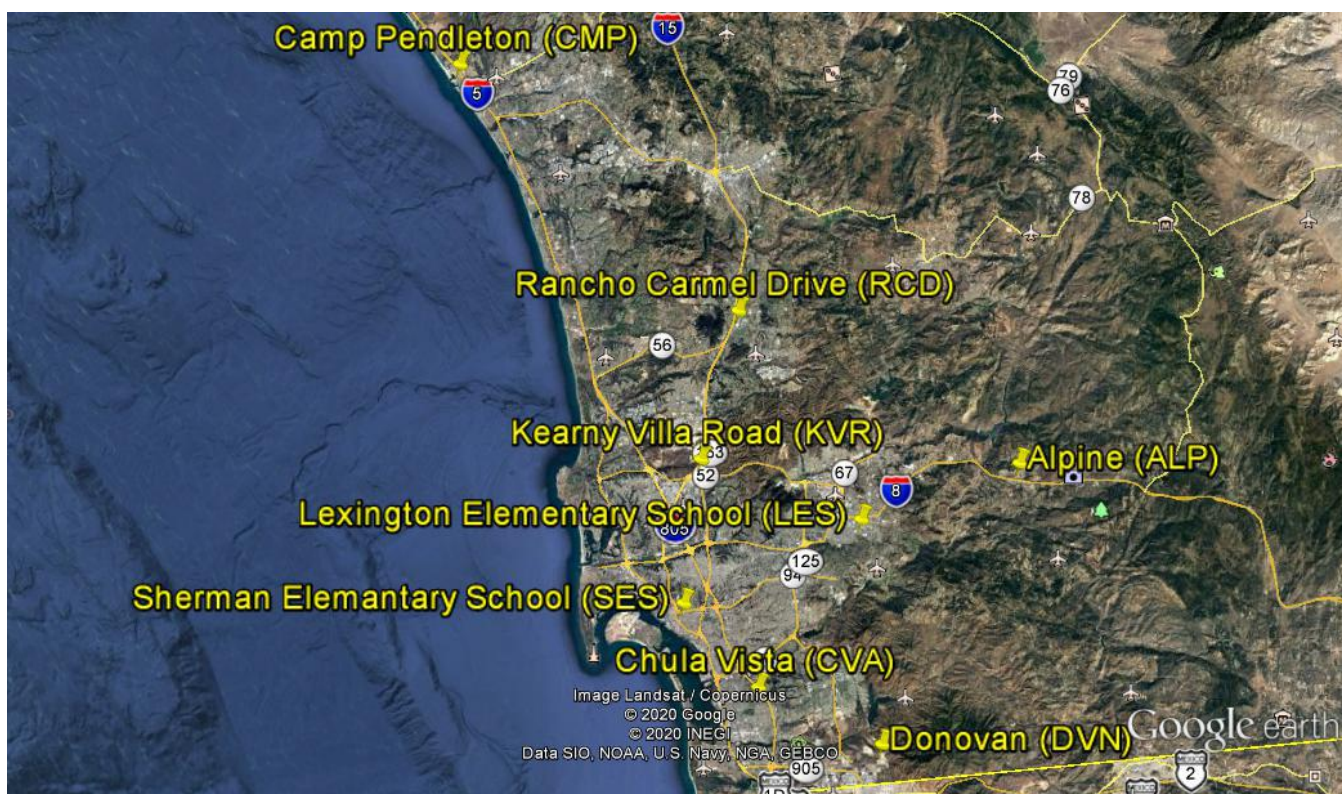 Camp Pendleton (CMP)
15
5
79
76
78
Rancho Carmel Drive (RCD)
56
Kearny Villa Road (KVR)
52
67
Alpine (ALP)
8
Lexington Elementary School (LES)
805
125
94
Sherman Elemantary School (SES)
Chula Vista (CVA)
Image Landsat / Copernicus
© 2020 Google
© 2020 INEGI
Data SIO, NOAA, U.S. Navy, NGA, GEBCO
Donovan (DVN)
Google earth
905
MEXICO
2